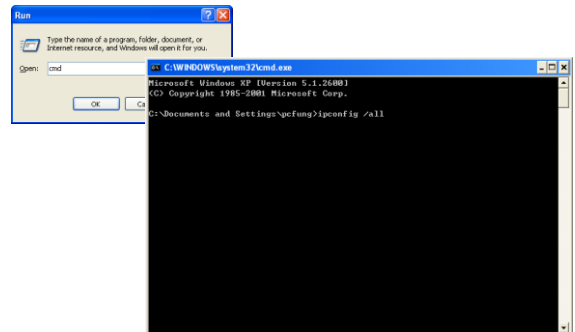 Run
Type the name of a program, folder, document, or
Internet resource, and Windows will open it for you.
Open:
cmd
OK
Ca
C:\WINDOWS\system32\cmd.exe
Microsoft Windows XP [Version 5.1.2600]
(C) Copyright 1985-2001 Microsoft Corp.
C:\Documents and Settings\pcfung>ipconfig /all